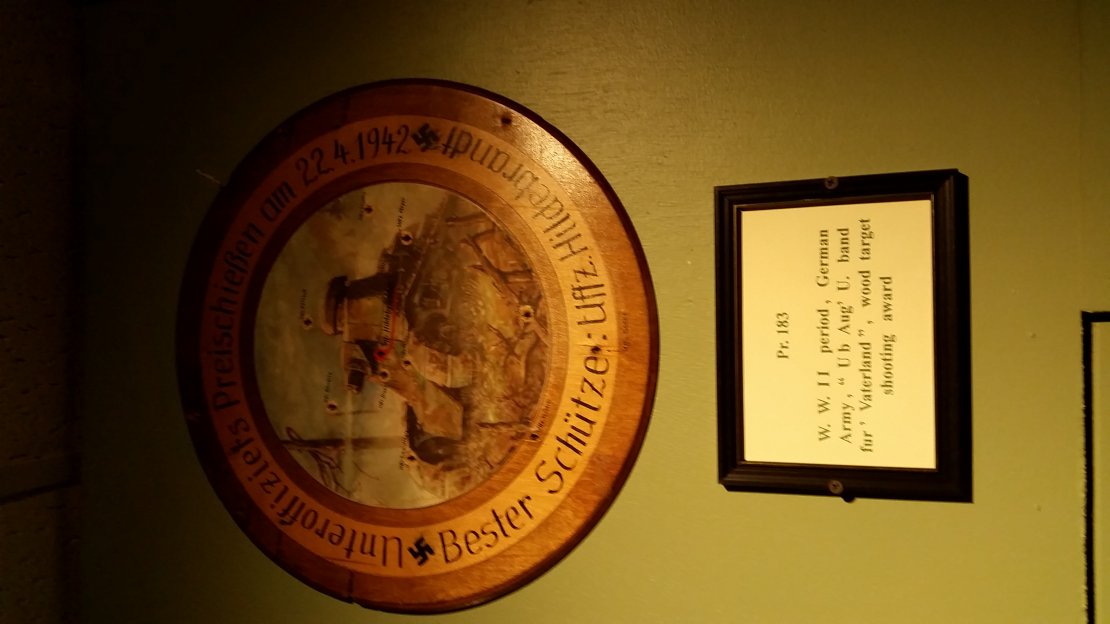 Unteroffiziers Preisschießen am 22.4.1942
Bester Schütze: Uffz. Hildebrandt
Pr. 183
W. W. I I period, German
Army, “ U b Aug' U. band
fur ' Vaterland ”, wood target
shooting award